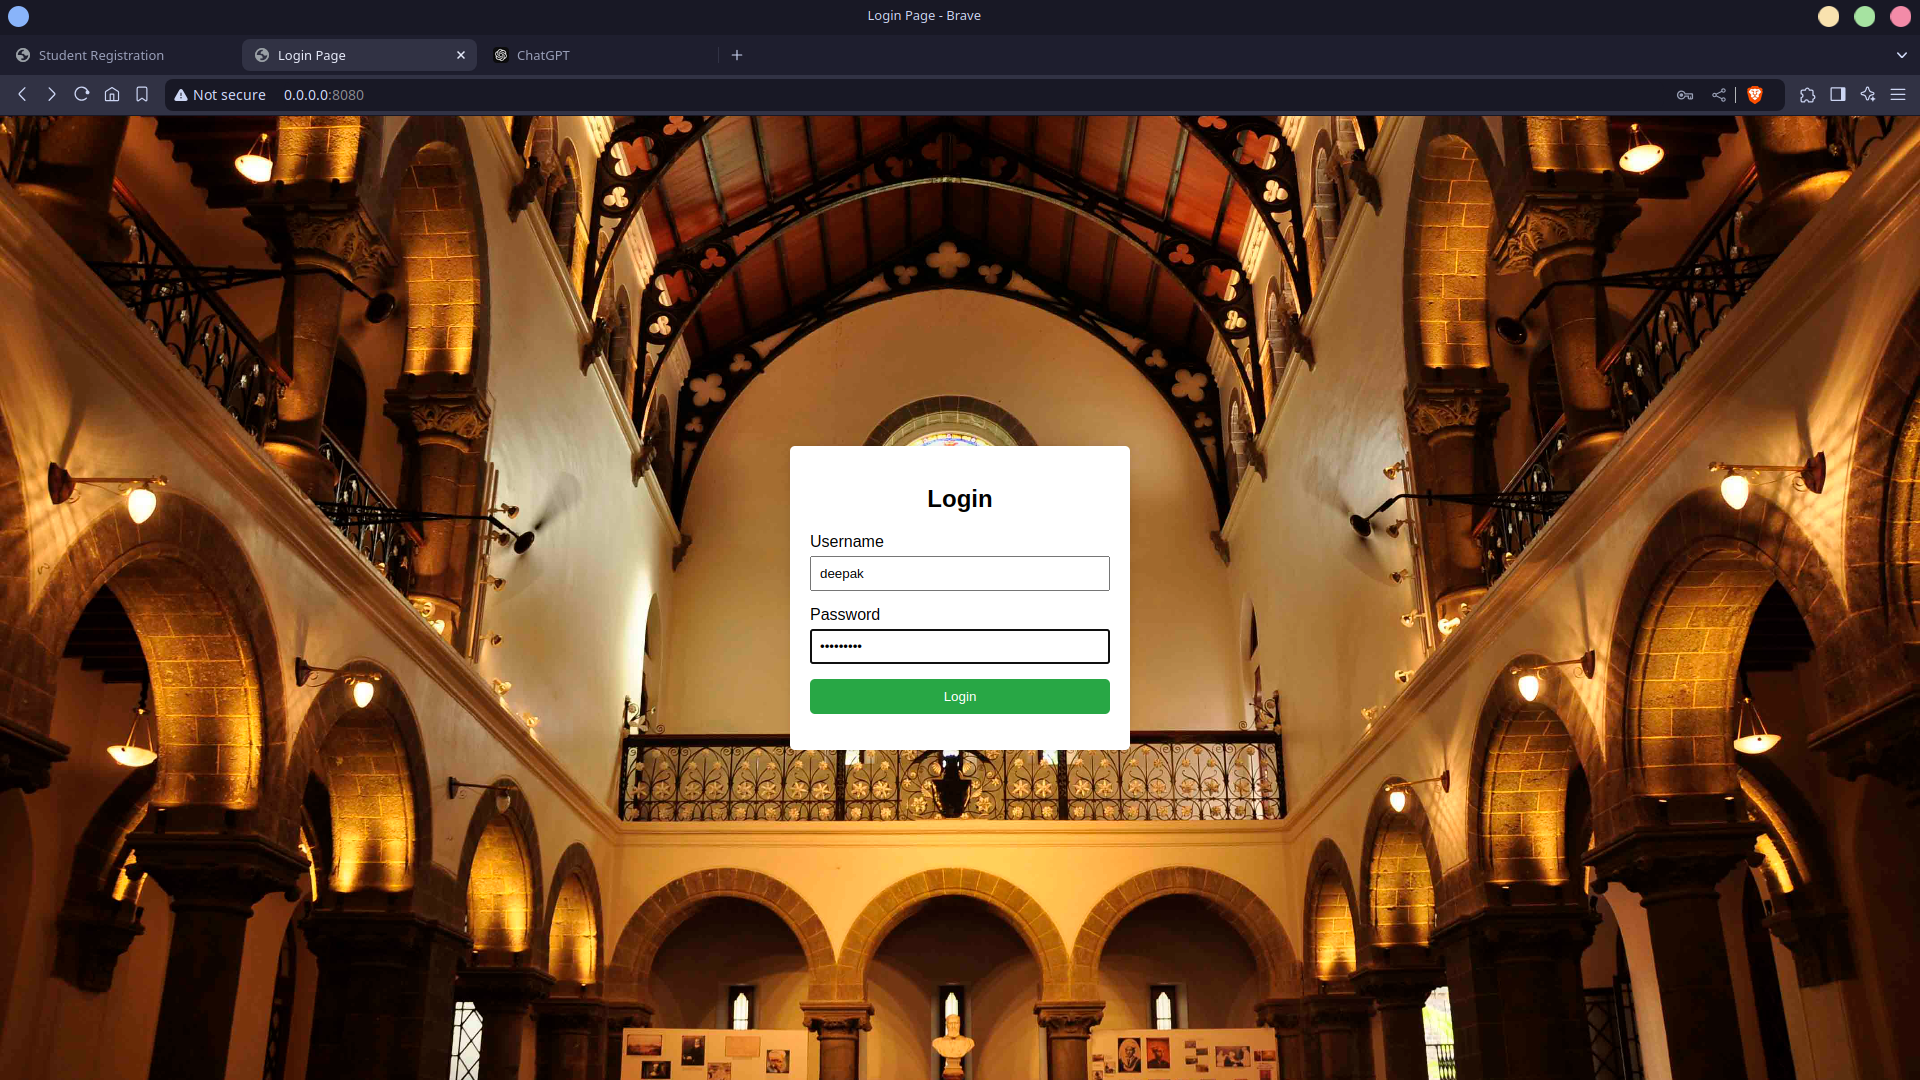 Login Page - Brave
Student Registration
Login Page
ChatGPT
Not secure
0.0.0.0:8080
Login
Username
deepak
Password
•••••••••
Login